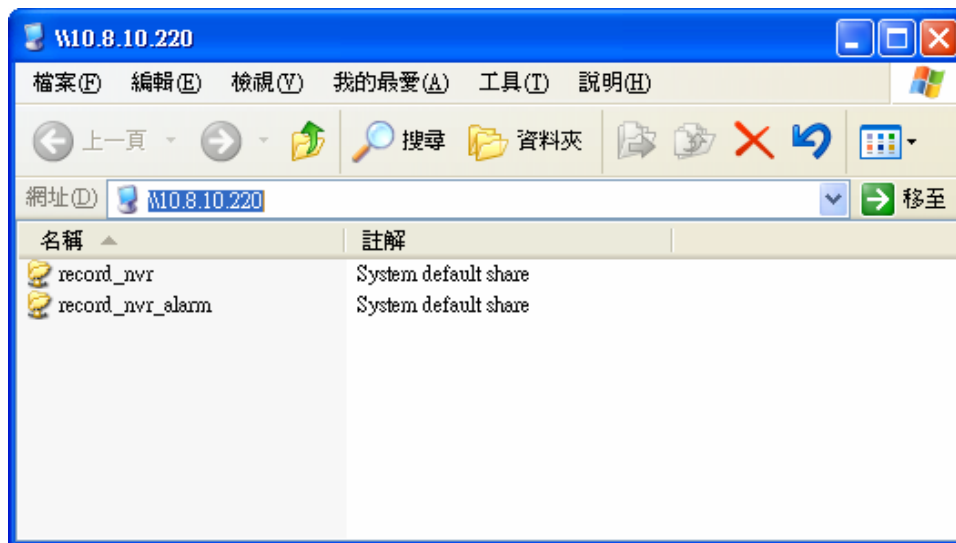 \\10.8.10.220
檔案(F) 編輯(E) 檢視(V) 我的最愛(A) 工具(T) 說明(H)
上一頁 搜尋 資料夾
網址(D) \\10.8.10.220 移至
名稱 註解
record_nvr System default share
record_nvr_alarm System default share